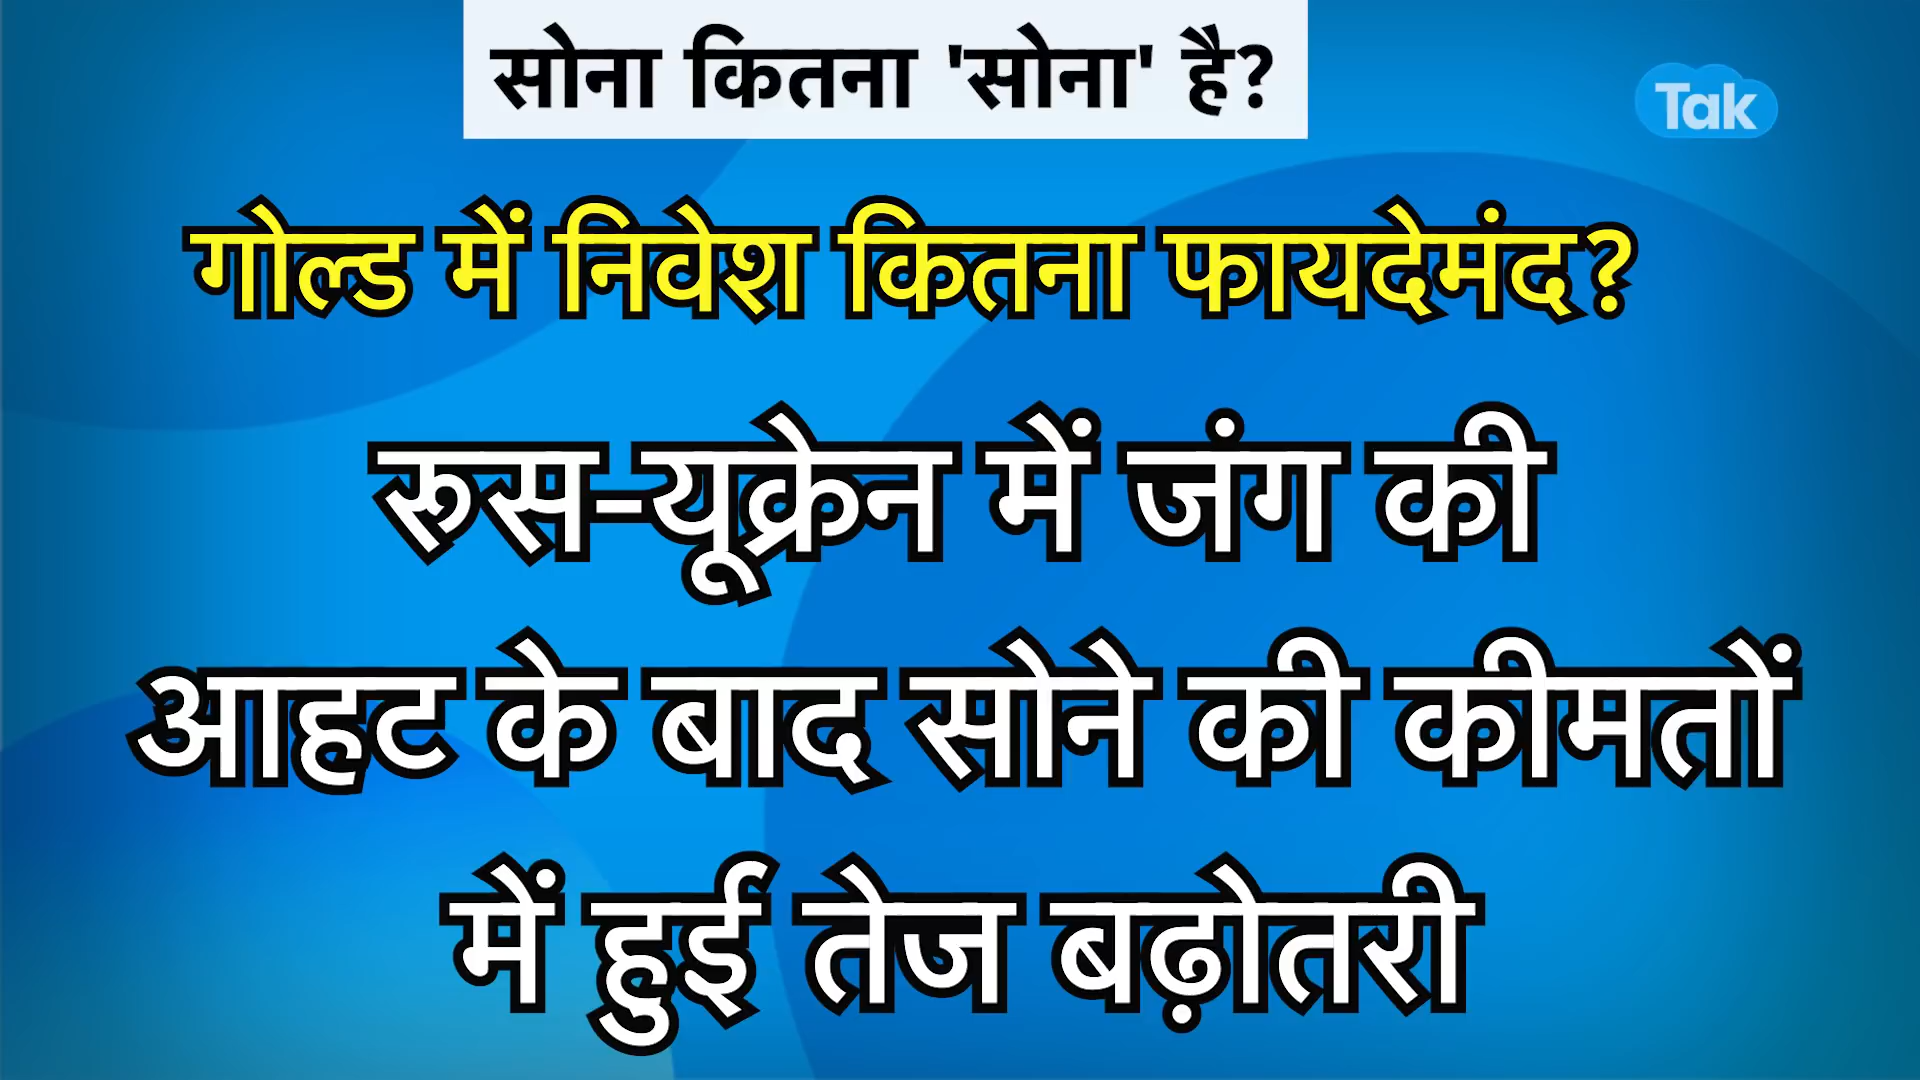 सोना कितना 'सोना' है?
Tak
गोल्ड में निवेश कितना फायदेमंद?
रूस-यूक्रेन में जंग की
आहट के बाद सोने की कीमतों
में हुई तेज बढ़ोतरी